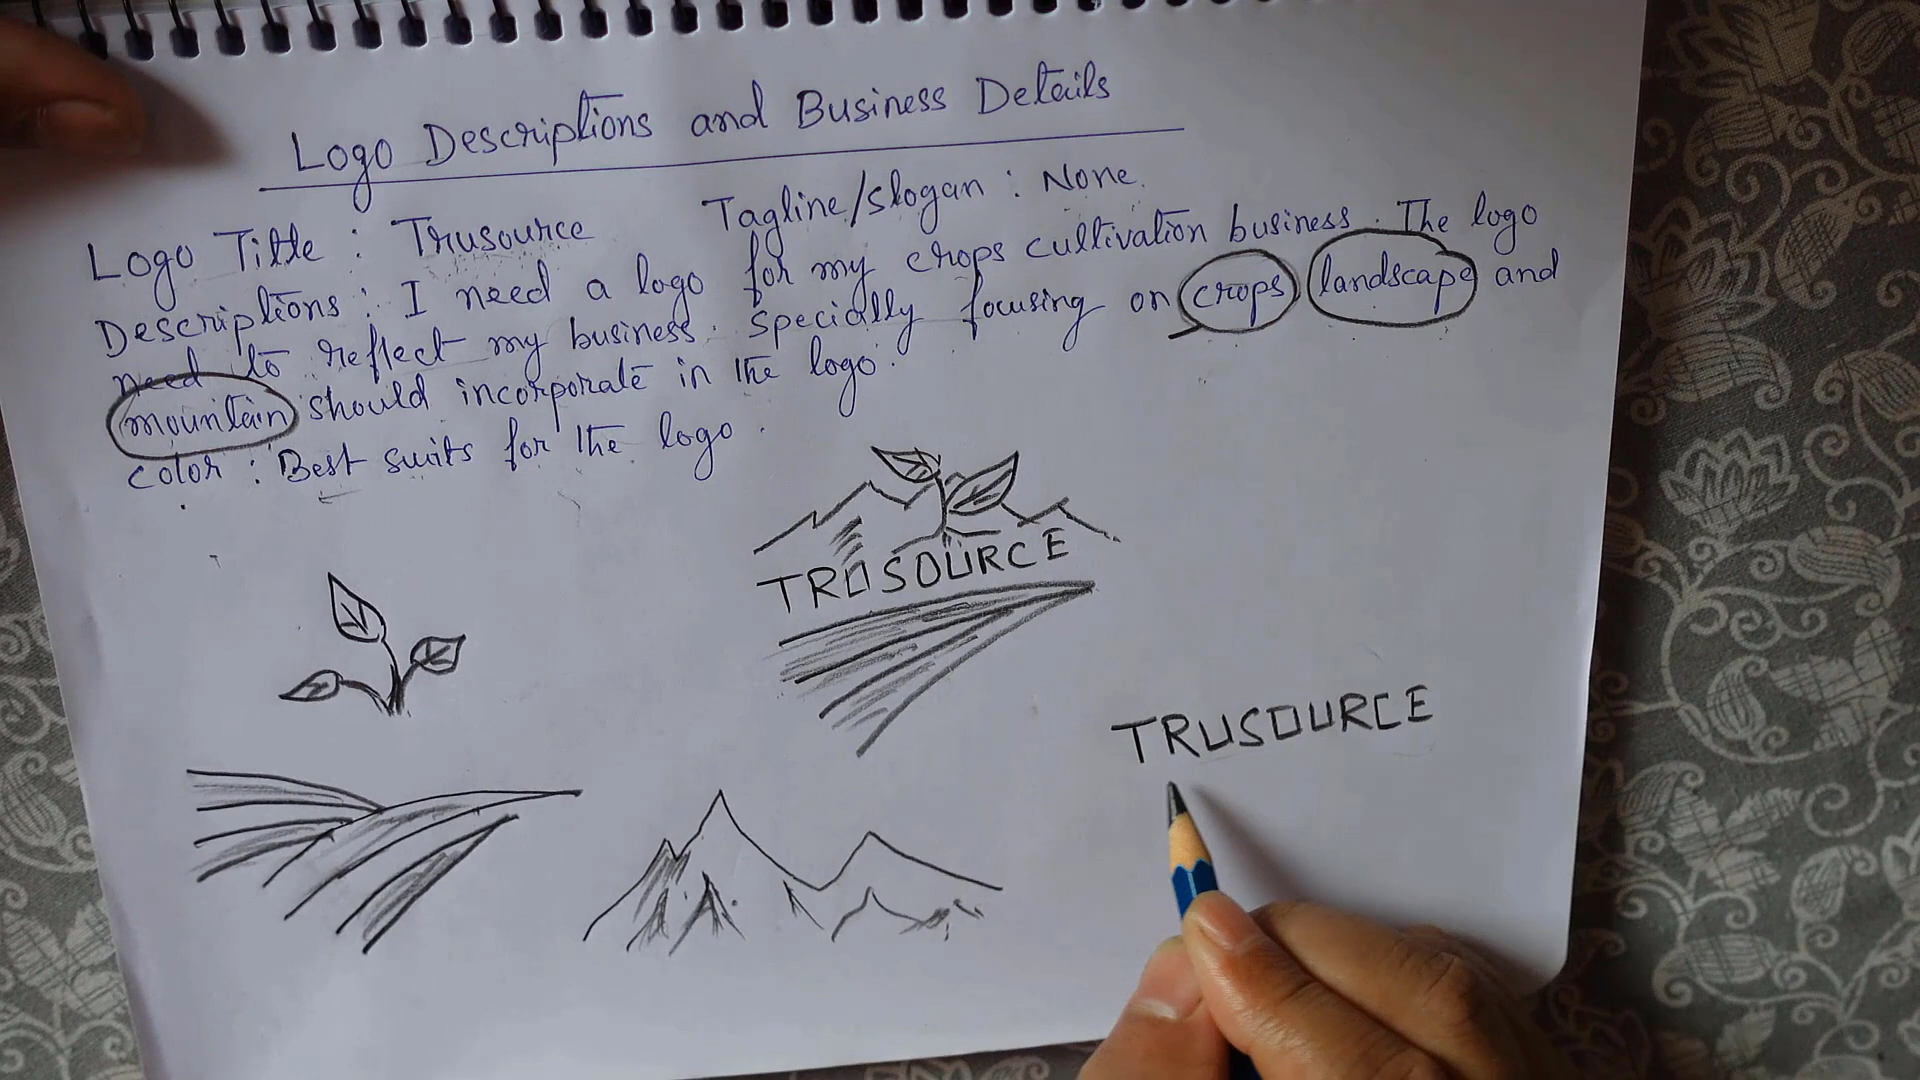 Logo Descriptions and Business Details
Logo Title : Trusource Tagline/slogan : None.
Descriptions : I need a logo for my crops cultivation business. The logo
need to reflect my business. specially focusing on crops landscape and
mountain should incorporate in the logo.
color : Best suits for the logo.
TRUSOURCE
TRUSOURCE